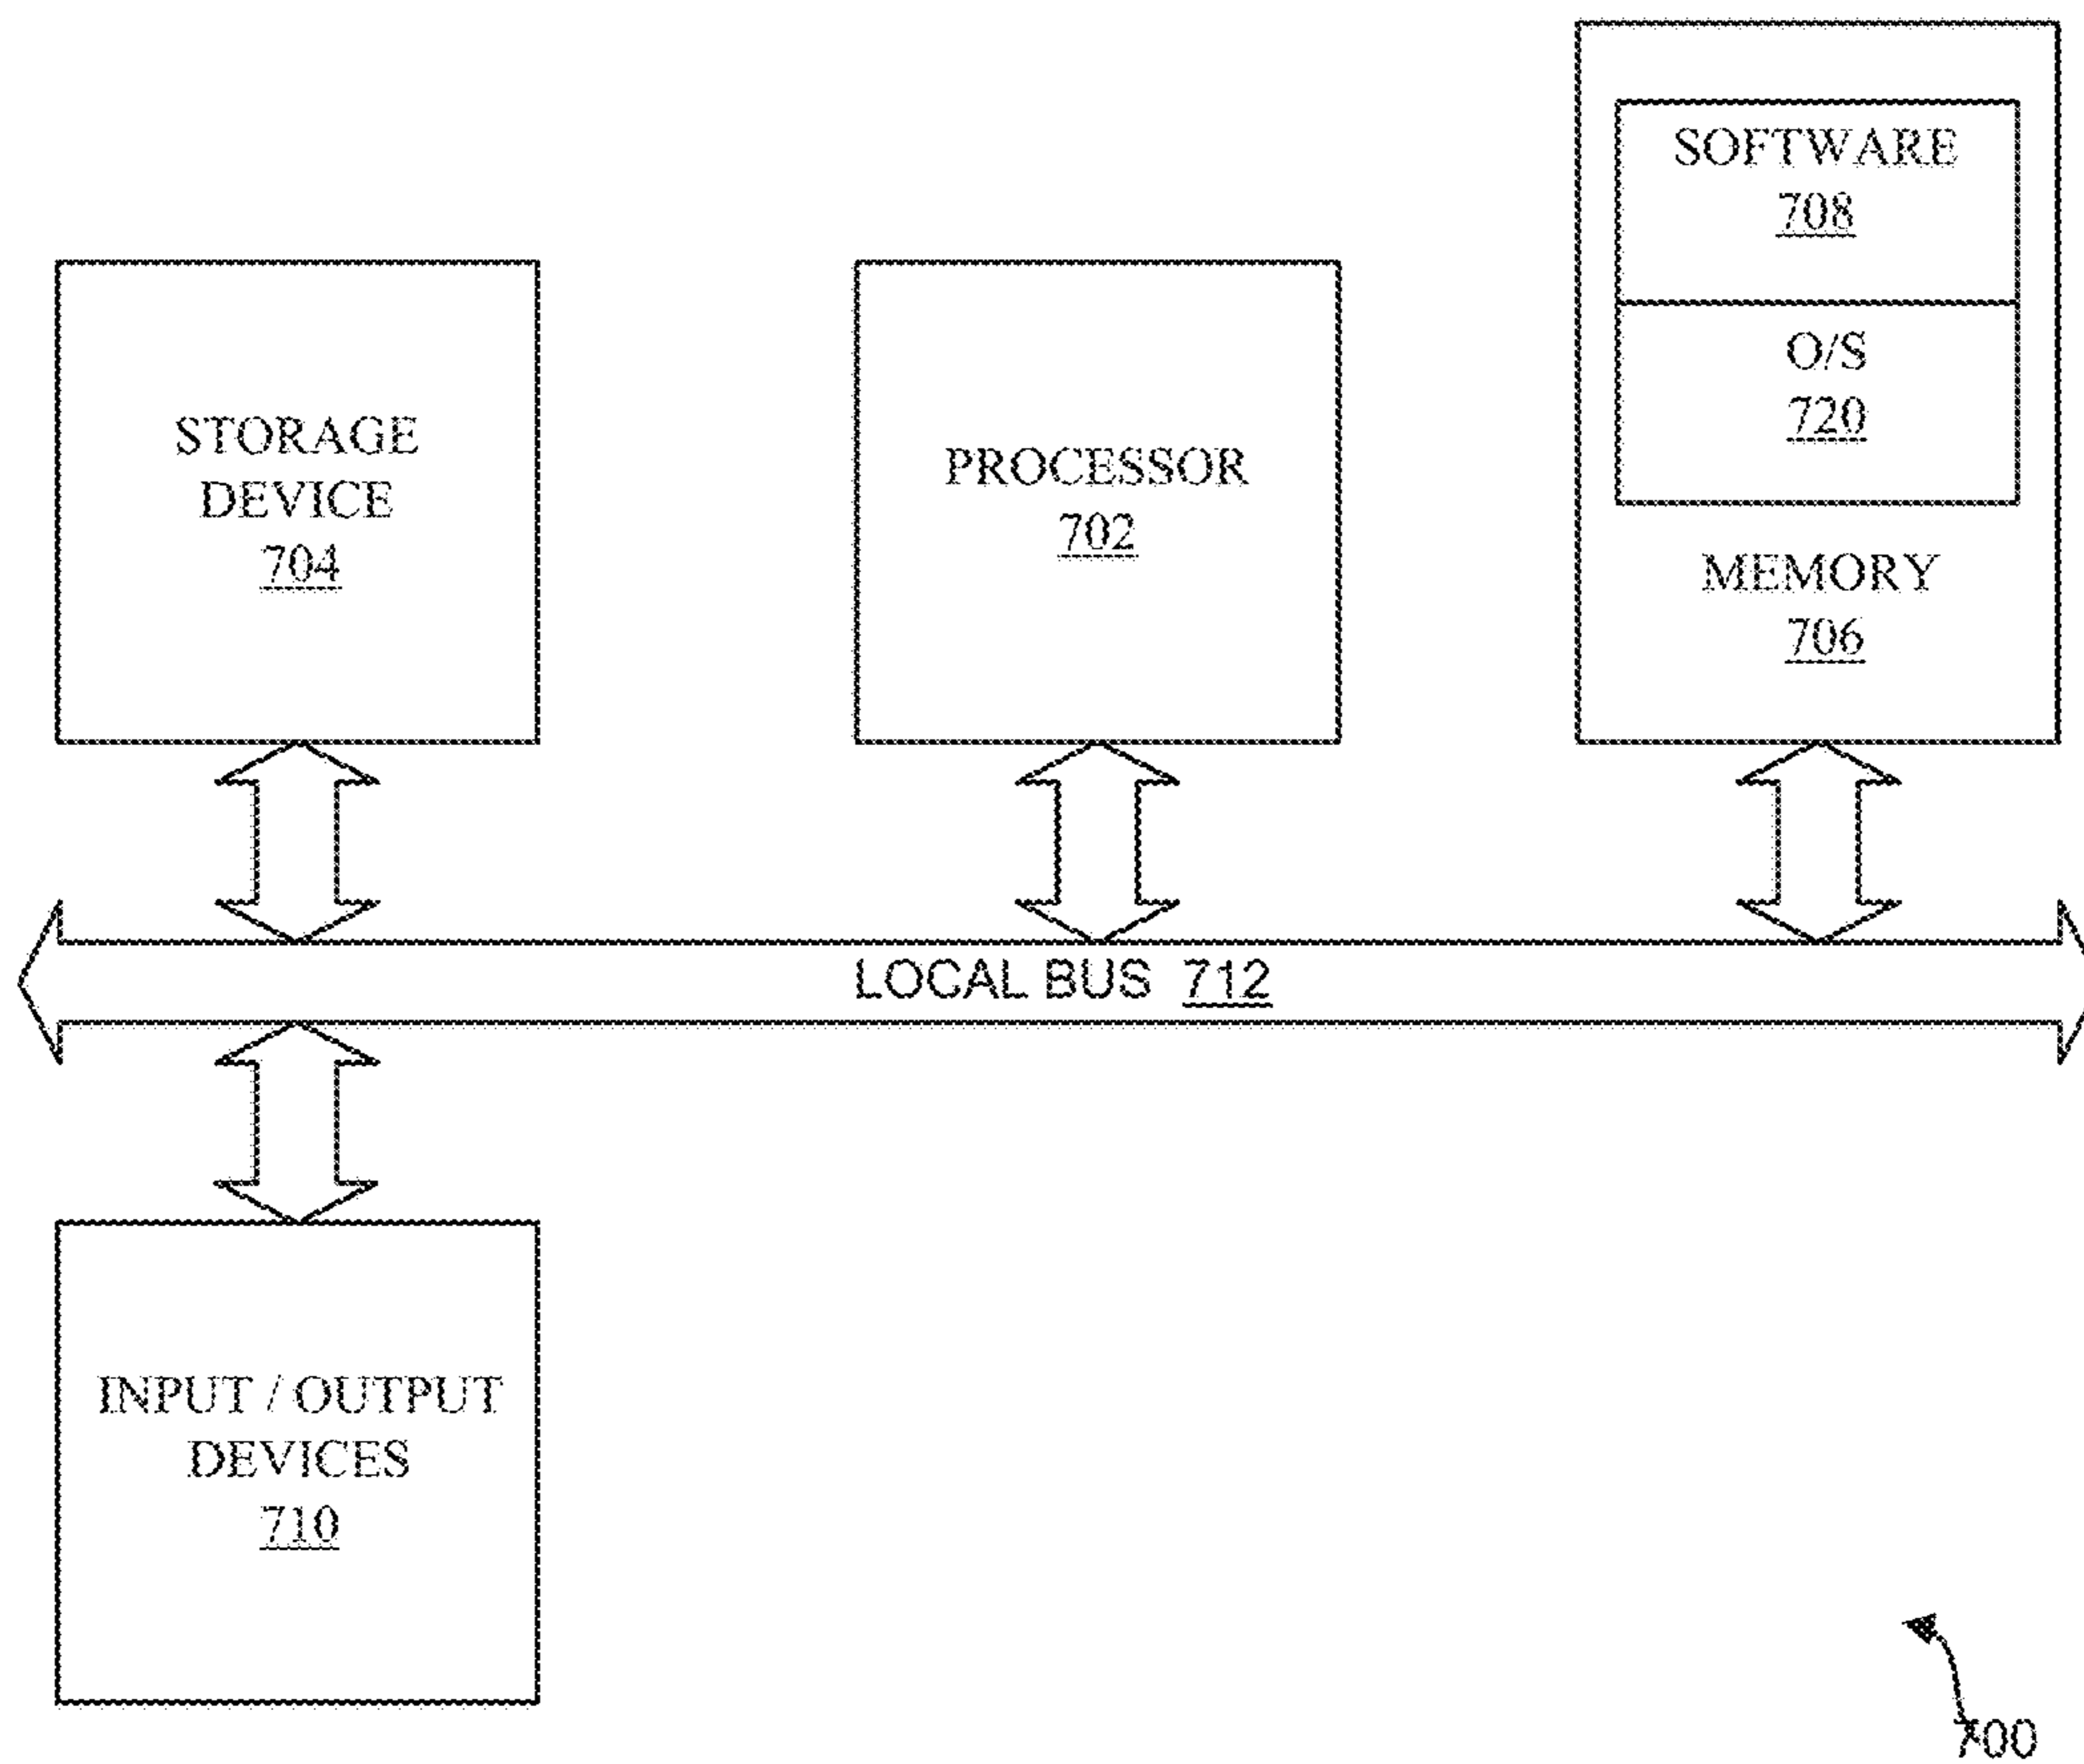 SOFTWARE
708
O/S
720
MEMORY
706
STORAGE
DEVICE
704
PROCESSOR
702
LOCAL BUS 712
INPUT / OUTPUT
DEVICES
710
700